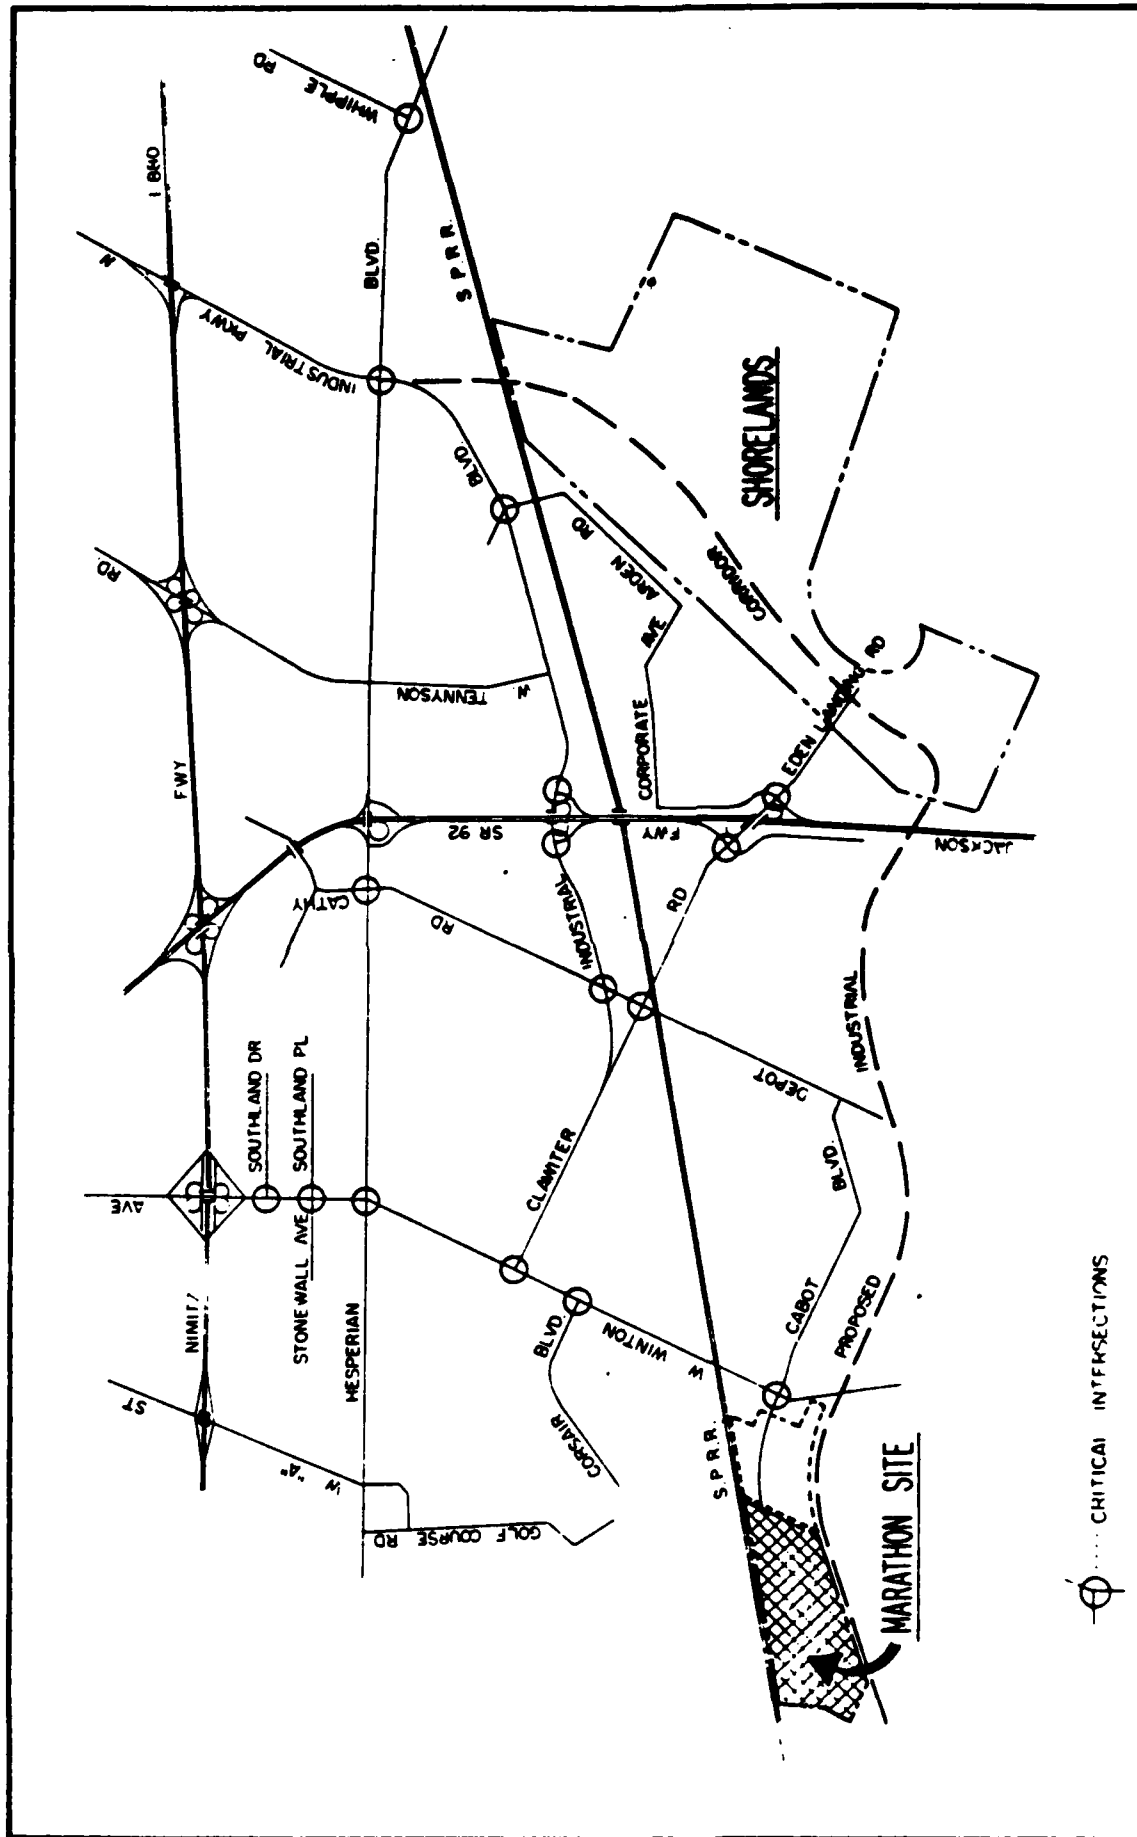 WHIPPLE RD
I 880
N
INDUSTRIAL PKWY
BLVD.
S P R R.
BLVD.
RD.
TENNYSON
W.
ARDEN RD
SHORELANDS
CORRIDOR
FWY
CORPORATE AVE
EDEN LANDING RD
SR 92
FWY
JACKSON
CATHY
RD
INDUSTRIAL
RD
DEPOT
INDUSTRIAL
SOUTHLAND DR
SOUTHLAND PL
STONEWALL AVE
AVE
CLAWITER
BLVD.
NIMITZ
HESPERIAN
BLVD.
WINTON
W
CABOT
PROPOSED
ST
W "A"
CORSAIR
GOLF COURSE RD
S.P.R.R.
MARATHON SITE
CRITICAL INTERSECTIONS